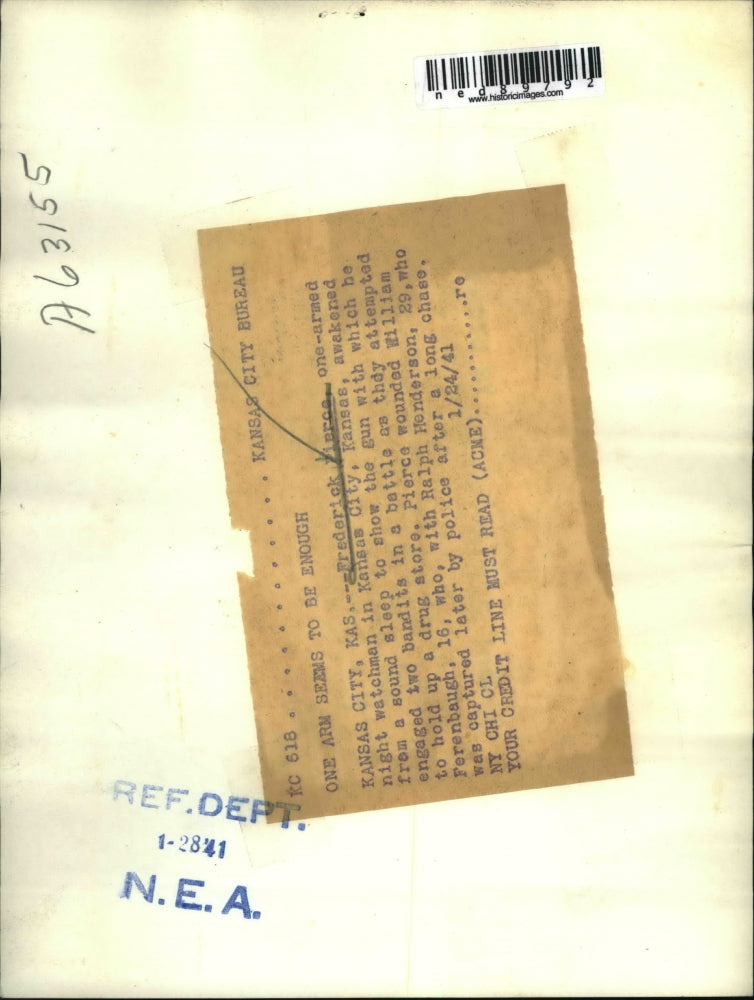 ned89792
www.historicimages.com
A63155
KC 618. . . . . . . . . . . . . . KANSAS CITY BUREAU
ONE ARM SEEMS TO BE ENOUGH
KANSAS CITY, KAS.--Frederick Pierce, one-armed
night watchman in Kansas City, Kansas, awakened
from a sound sleep to show the gun with which he
engaged two bandits in a battle as thdy attempted
to hold up a drug store. Pierce wounded William
Ferenbaugh, 16, who, with Ralph Henderson, 29, who
was captured later by police after a long chase.
NY CHI CL 1/24/41
YOUR CREDIT LINE MUST READ (ACME)............re
REF.DEPT.
1-28'41
N.E.A.